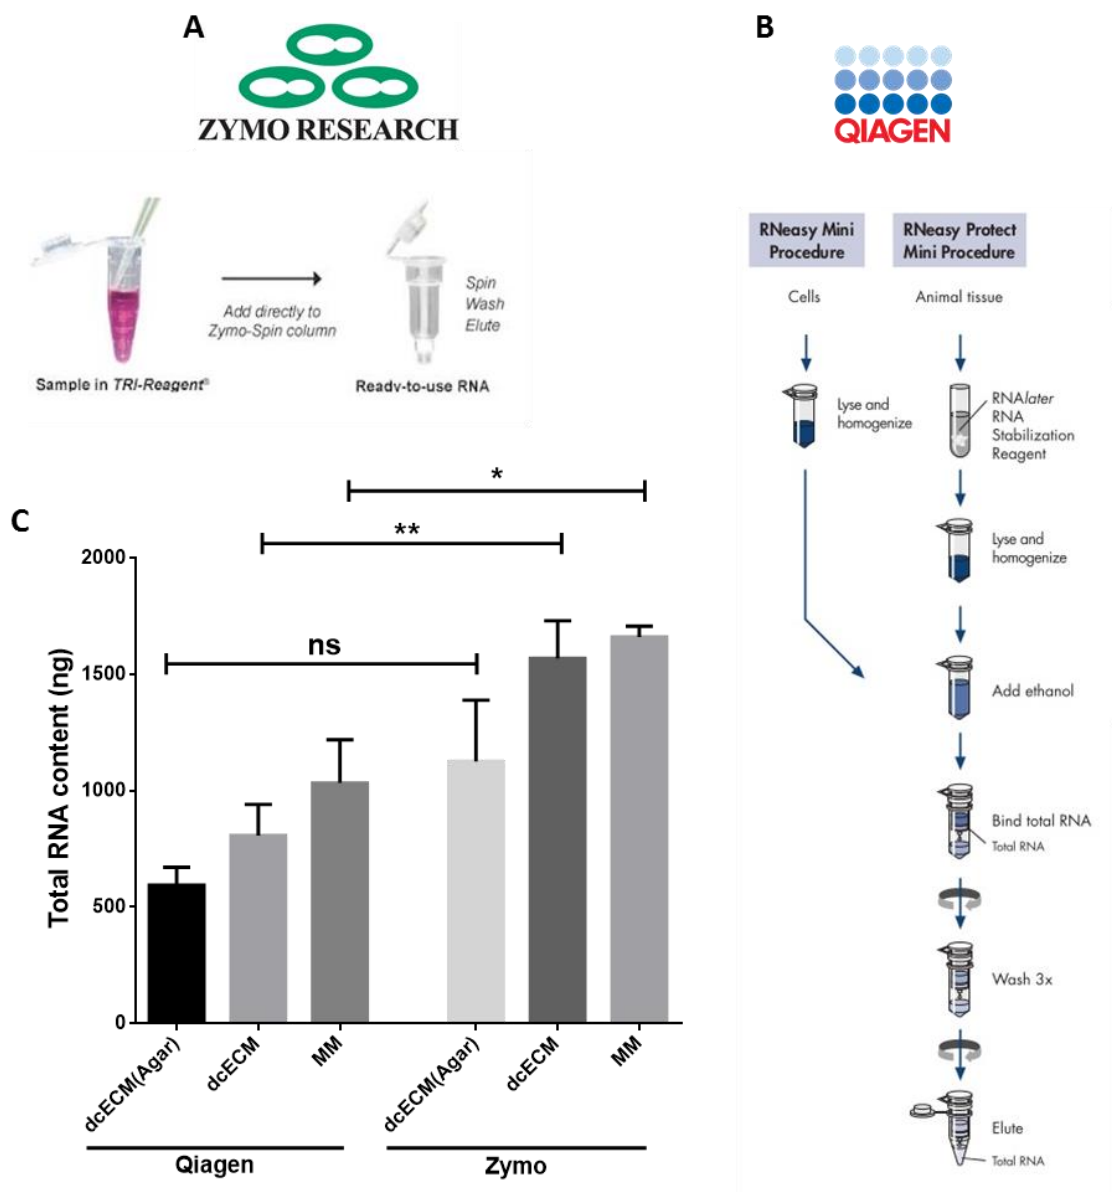 A
ZYMO RESEARCH
Sample in TRI-Reagent®
Add directly to
Zymo-Spin column
Spin
Wash
Elute
Ready-to-use RNA
B
QIAGEN
RNeasy Mini
Procedure
RNeasy Protect
Mini Procedure
Cells
Animal tissue
Lyse and
homogenize
RNAlater
RNA
Stabilization
Reagent
Lyse and
homogenize
Add ethanol
Bind total RNA
Total RNA
Wash 3x
Elute
Total RNA
C
*
**
ns
Total RNA content (ng)
2000
1500
1000
500
0
dcECM(Agar)
dcECM
MM
dcECM(Agar)
dcECM
MM
Qiagen
Zymo